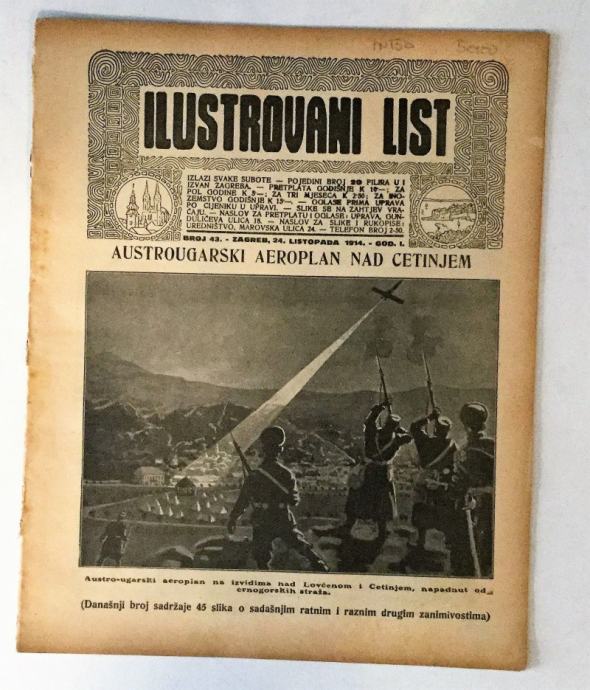 ILUSTROVANI LIST
IZLAZI SVAKE SUBOTE — POJEDINI BROJ 20 FILIRA U I
IZVAN ZAGREBA. — PRETPLATA GODIŠNJE K 10—; ZA
POL GODINE K 5—; ZA TRI MJESECA K 2·50; ZA INO-
ZEMSTVO GODIŠNJE K 15—. — OGLASE PRIMA UPRAVA
PO CIJENIKU U UPRAVI. — SLIKE SE NA ZAHTJEV VRA-
ĆAJU. — NASLOV ZA PRETPLATU I OGLASE: UPRAVA, GUN-
DULIĆEVA ULICA 18. — NASLOV ZA SLIKE I RUKOPISE:
UREDNIŠTVO, MAROVSKA ULICA 24. — TELEFON BROJ 2-50.
BROJ 43. - ZAGREB, 24. LISTOPADA 1914. - GOD. I.
AUSTROUGARSKI AEROPLAN NAD CETINJEM
Austro-ugarski aeroplan na izvidima nad Lovćenom i Cetinjem, napadnut od
crnogorskih straža.
(Današnji broj sadržaje 45 slika o sadašnjim ratnim i raznim drugim zanimivostima)